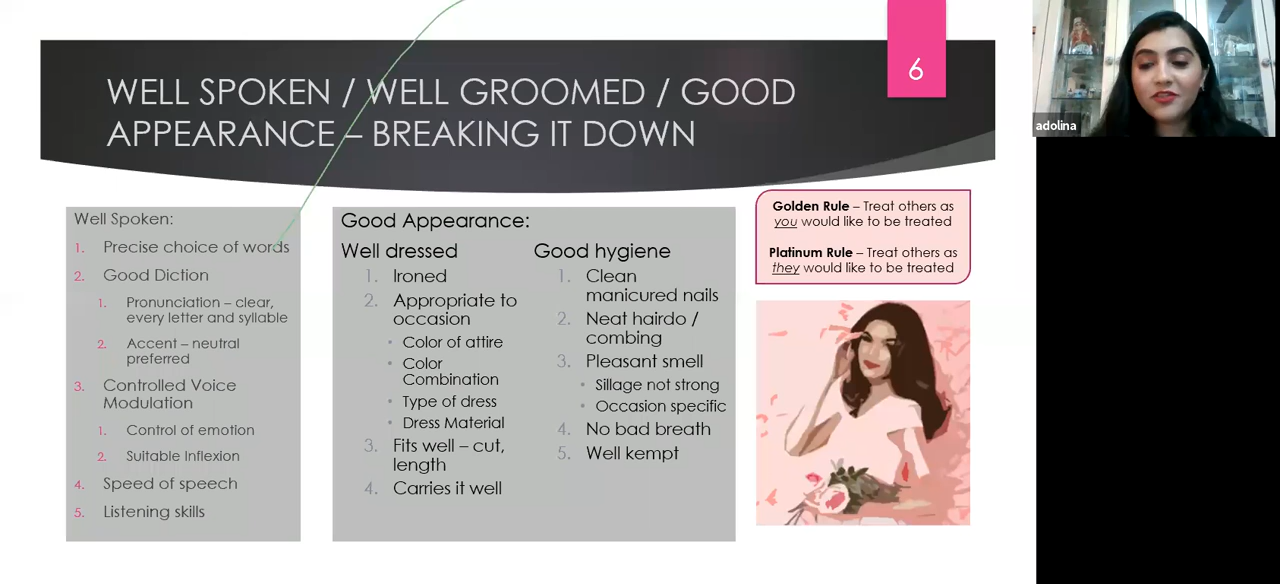 6
WELL SPOKEN / WELL GROOMED / GOOD
APPEARANCE – BREAKING IT DOWN
adolina
Well Spoken:
1. Precise choice of words
2. Good Diction
1. Pronunciation – clear,
every letter and syllable
2. Accent – neutral
preferred
3. Controlled Voice
Modulation
1. Control of emotion
2. Suitable Inflexion
4. Speed of speech
5. Listening skills
Good Appearance:
Well dressed
1. Ironed
2. Appropriate to
occasion
• Color of attire
• Color
Combination
• Type of dress
• Dress Material
3. Fits well – cut,
length
4. Carries it well
Good hygiene
1. Clean
manicured nails
2. Neat hairdo /
combing
3. Pleasant smell
• Sillage not strong
• Occasion specific
4. No bad breath
5. Well kempt
Golden Rule – Treat others as
you would like to be treated
Platinum Rule – Treat others as
they would like to be treated